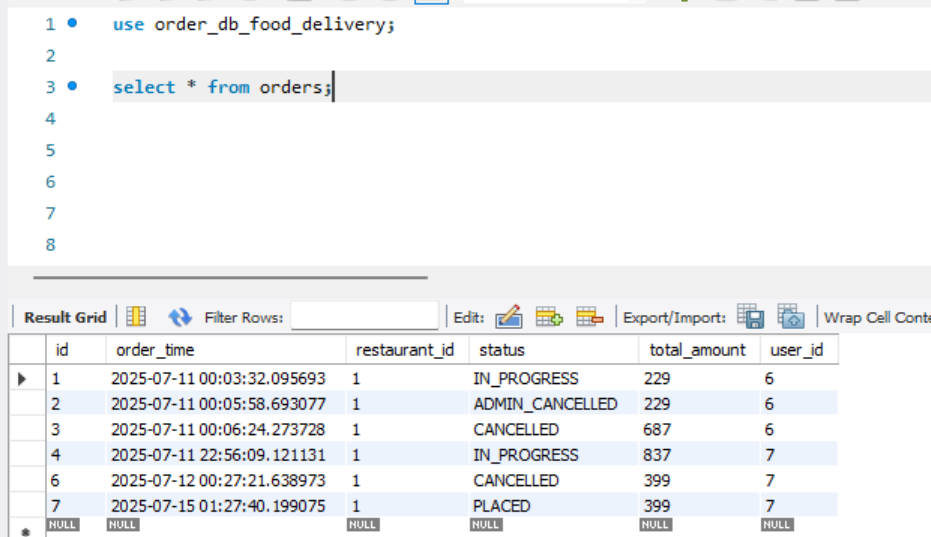 1 use order_db_food_delivery;
2
3 select * from orders;
4
5
6
7
8
Result Grid Filter Rows: Edit: Export/Import: Wrap Cell Conte
id order_time restaurant_id status total_amount user_id
1 2025-07-11 00:03:32.095693 1 IN_PROGRESS 229 6
2 2025-07-11 00:05:58.693077 1 ADMIN_CANCELLED 229 6
3 2025-07-11 00:06:24.273728 1 CANCELLED 687 6
4 2025-07-11 22:56:09.121131 1 IN_PROGRESS 837 7
6 2025-07-12 00:27:21.638973 1 CANCELLED 399 7
7 2025-07-15 01:27:40.199075 1 PLACED 399 7
NULL NULL NULL NULL NULL NULL